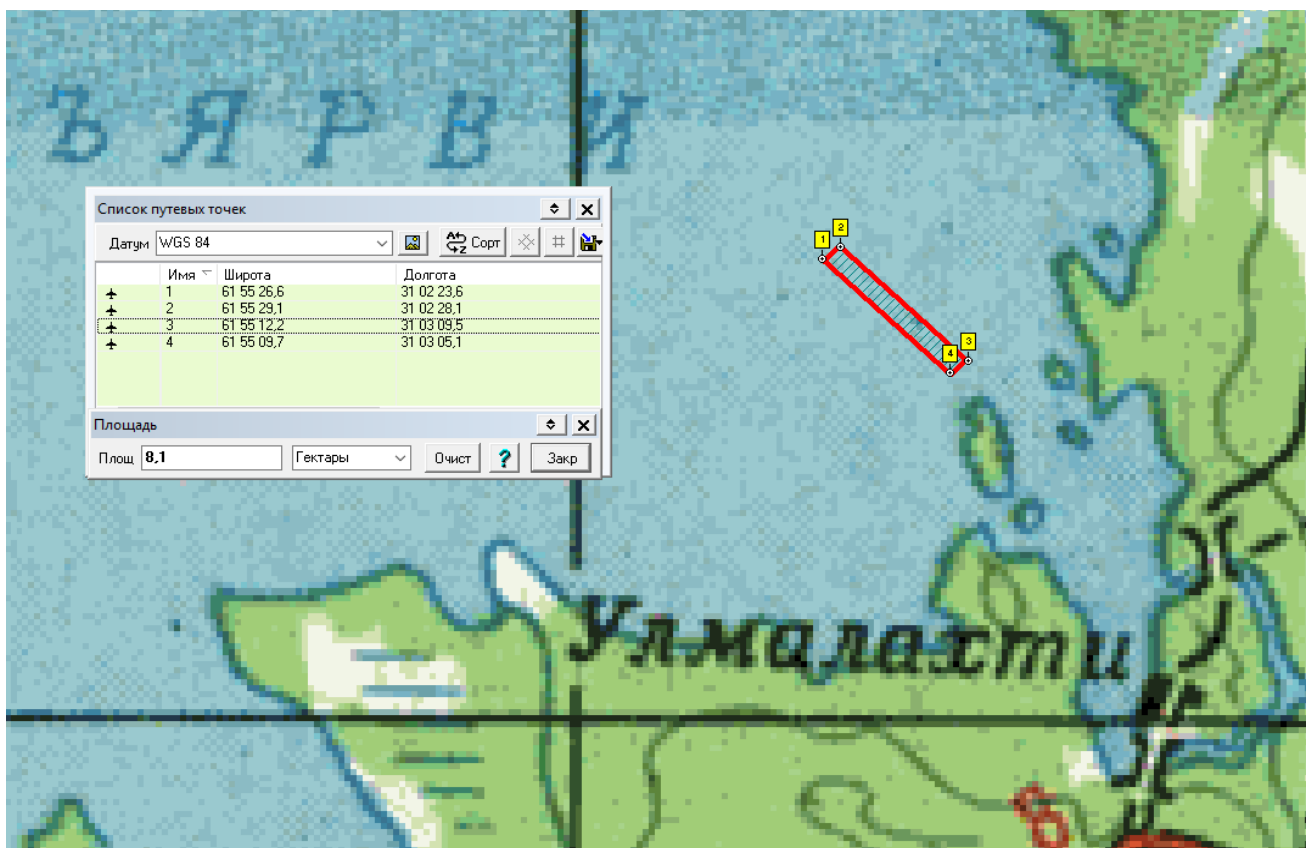 Ъ Я Р В И
Список путевых точек
Датум WGS 84 Сорт
Имя Широта Долгота
1 61 55 26,6 31 02 23,6
2 61 55 29,1 31 02 28,1
3 61 55 12,2 31 03 09,5
4 61 55 09,7 31 03 05,1
Площадь
Площ 8,1 Гектары Очист ? Закр
1
2
3
4
Улмалахти